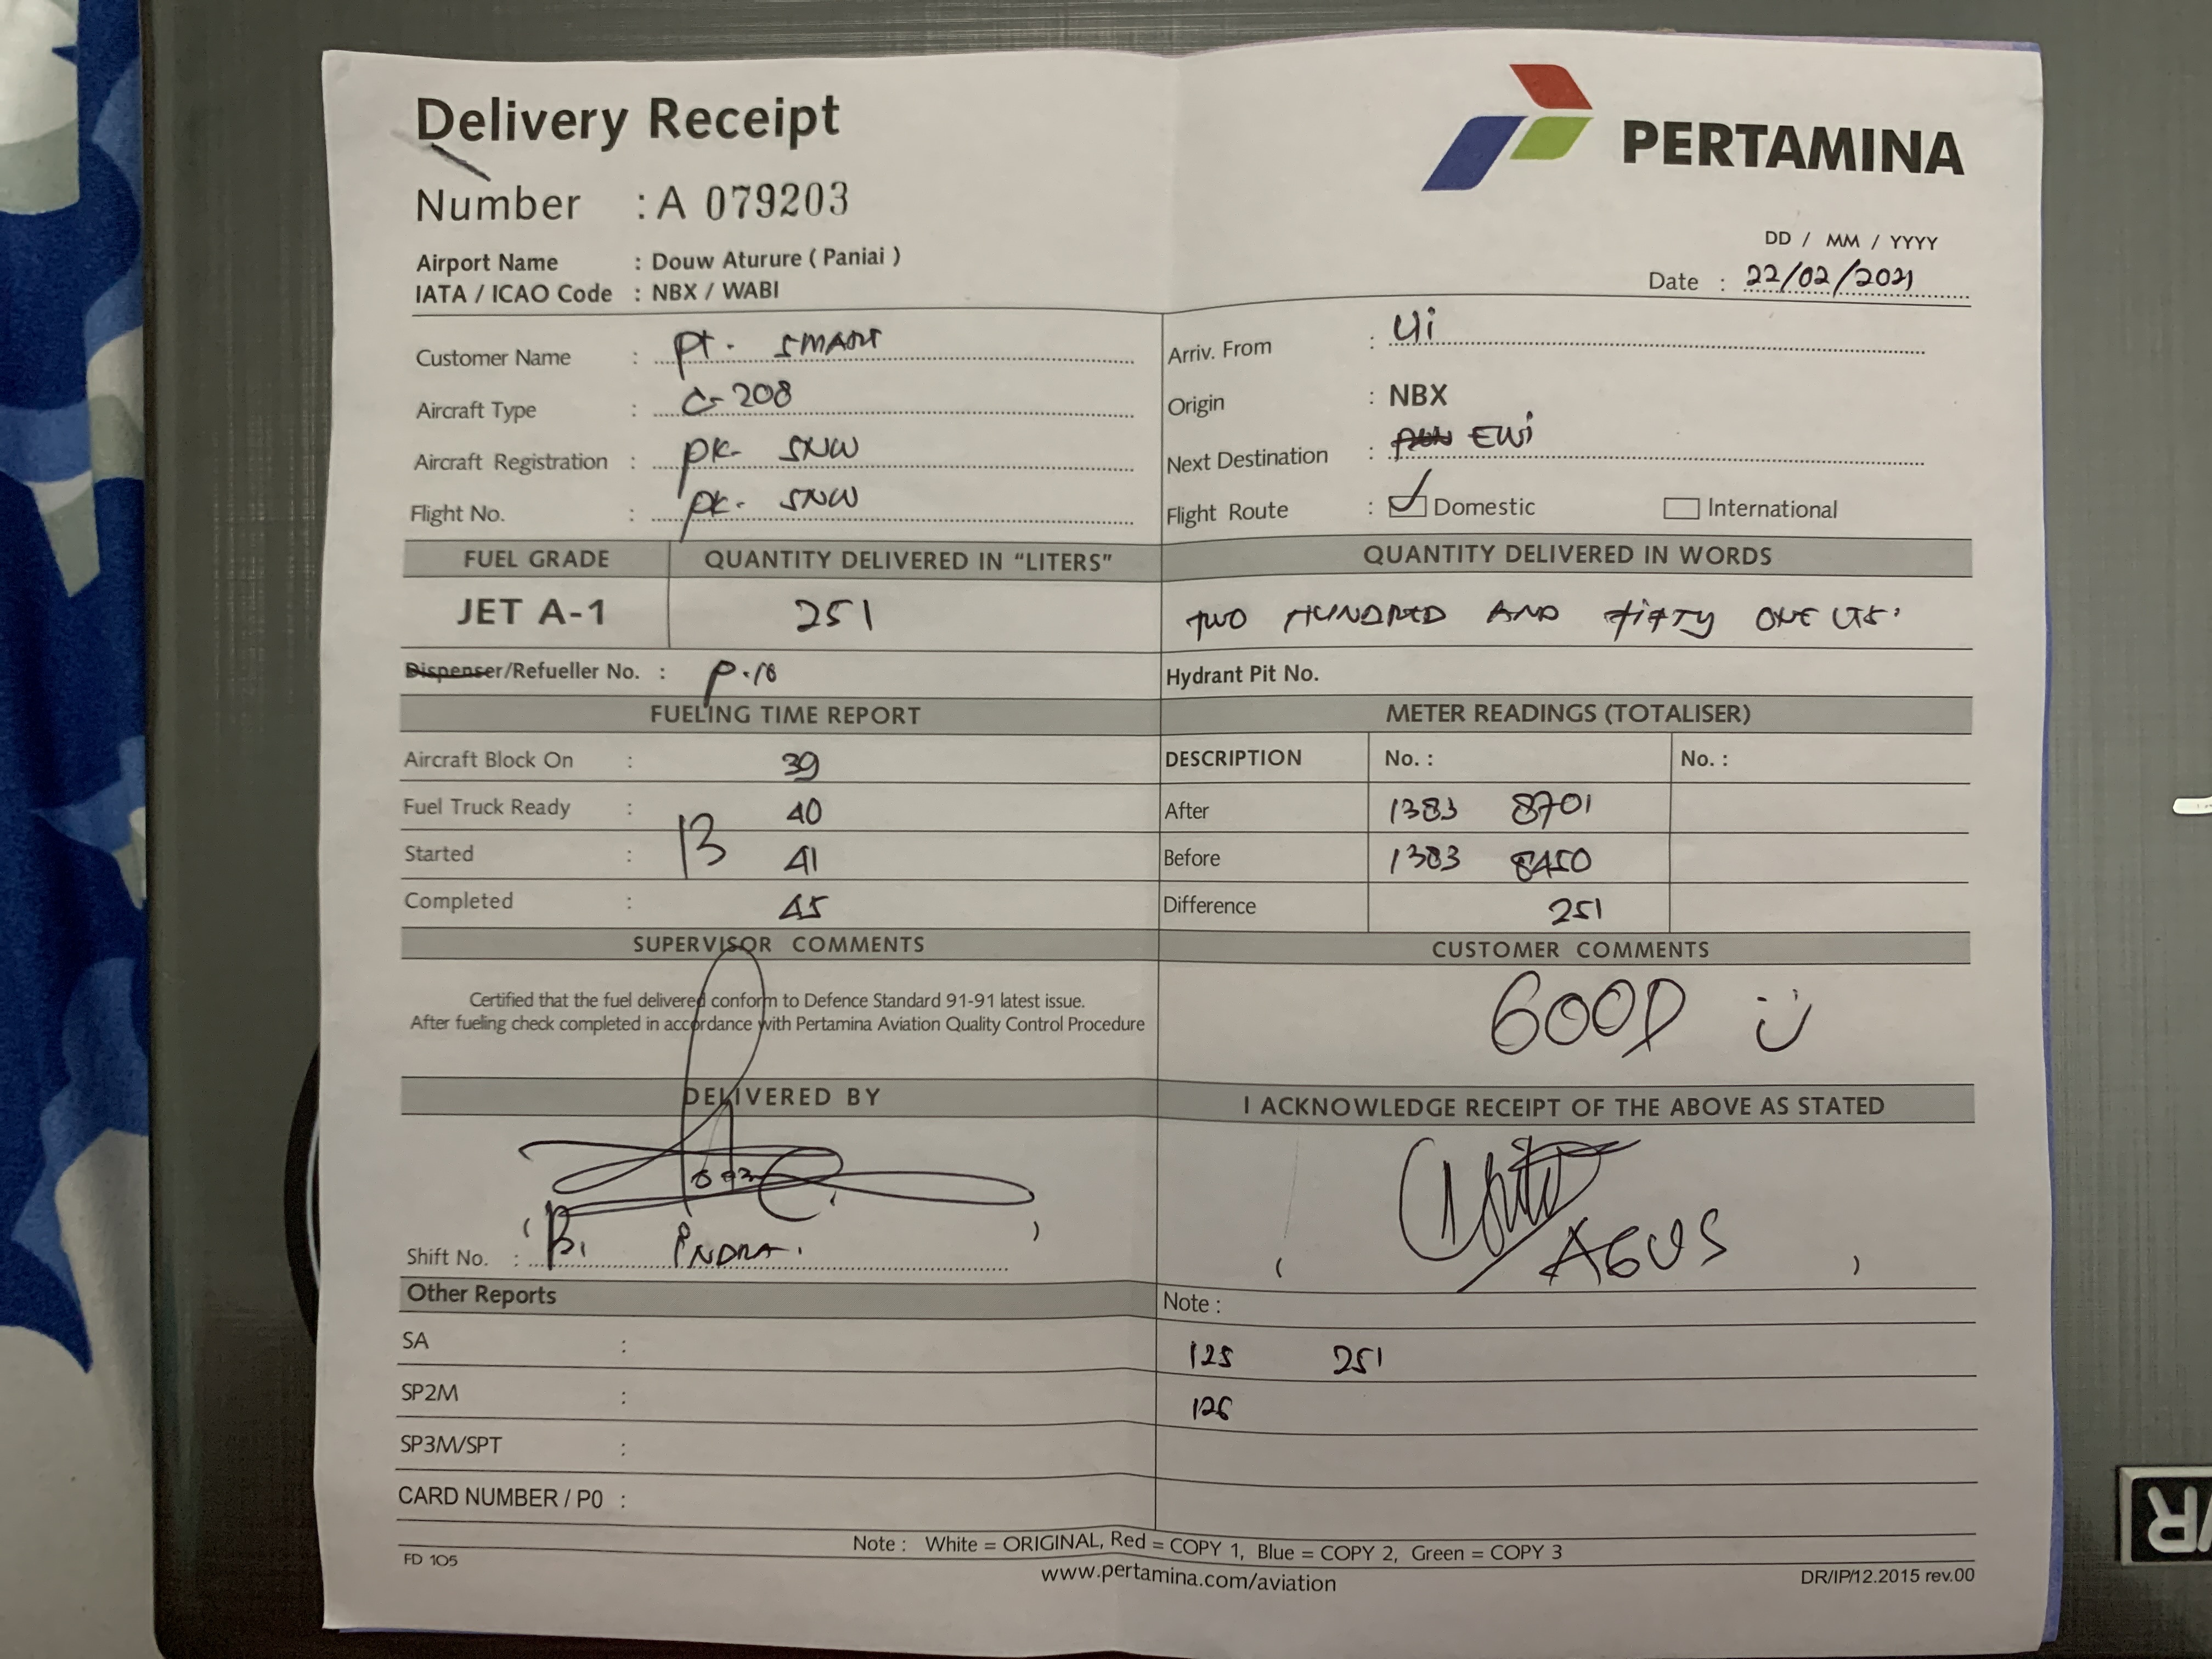 Delivery Receipt
PERTAMINA
Number : A 079203
Airport Name : Douw Aturure ( Paniai )
IATA / ICAO Code : NBX / WABI
DD / MM / YYYY
Date : 22/02/2021
Customer Name : PT. SMART
Aircraft Type : C-208
Aircraft Registration : PK- SNW
Flight No. : PK- SNW
Arriv. From : Ui
Origin : NBX
Next Destination : EWi
Flight Route : Domestic International
FUEL GRADE QUANTITY DELIVERED IN "LITERS" QUANTITY DELIVERED IN WORDS
JET A-1 251 TWO HUNDRED AND FiFTY ONE LTS.
Dispenser/Refueller No. : P.18
Hydrant Pit No.
FUELING TIME REPORT
Aircraft Block On : 39
Fuel Truck Ready : 40
13
Started : 41
Completed : 45
METER READINGS (TOTALISER)
DESCRIPTION No. : No. :
After 1383 8701
Before 1383 8450
Difference 251
SUPERVISOR COMMENTS
Certified that the fuel delivered conform to Defence Standard 91-91 latest issue.
After fueling check completed in accordance with Pertamina Aviation Quality Control Procedure
CUSTOMER COMMENTS
GOOD
DELIVERED BY
Shift No. : INDRA.
I ACKNOWLEDGE RECEIPT OF THE ABOVE AS STATED
( AGUS )
Other Reports
SA :
SP2M :
SP3M/SPT :
CARD NUMBER / P0 :
Note :
125 251
126
Note : White = ORIGINAL, Red = COPY 1, Blue = COPY 2, Green = COPY 3
FD 105
www.pertamina.com/aviation
DR/IP/12.2015 rev.00